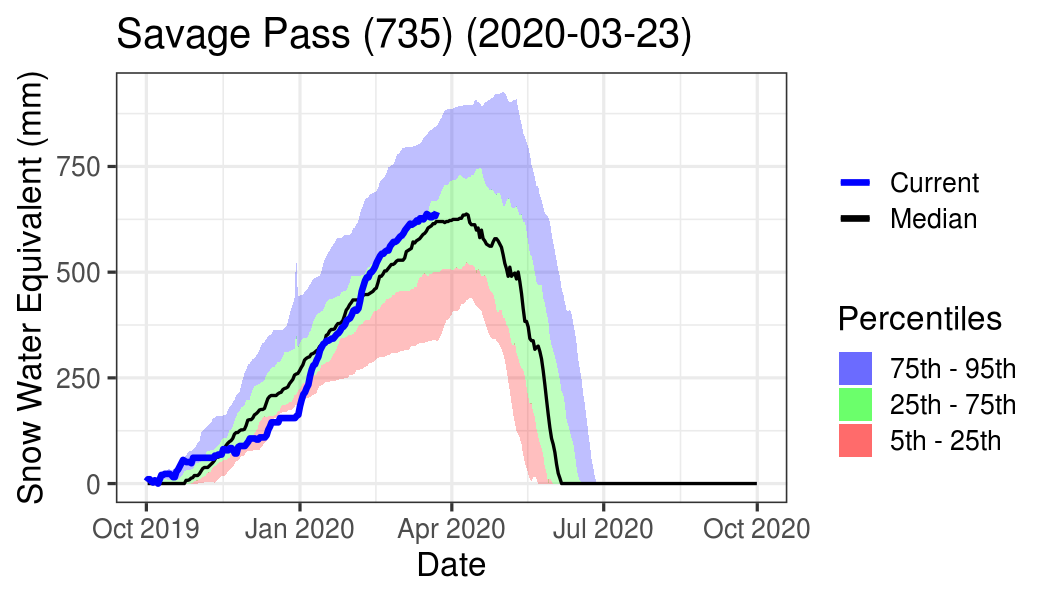 Savage Pass (735) (2020-03-23)
Snow Water Equivalent (mm)
750
500
250
0
Oct 2019
Jan 2020
Apr 2020
Jul 2020
Oct 2020
Date
Current
Median
Percentiles
75th - 95th
25th - 75th
5th - 25th